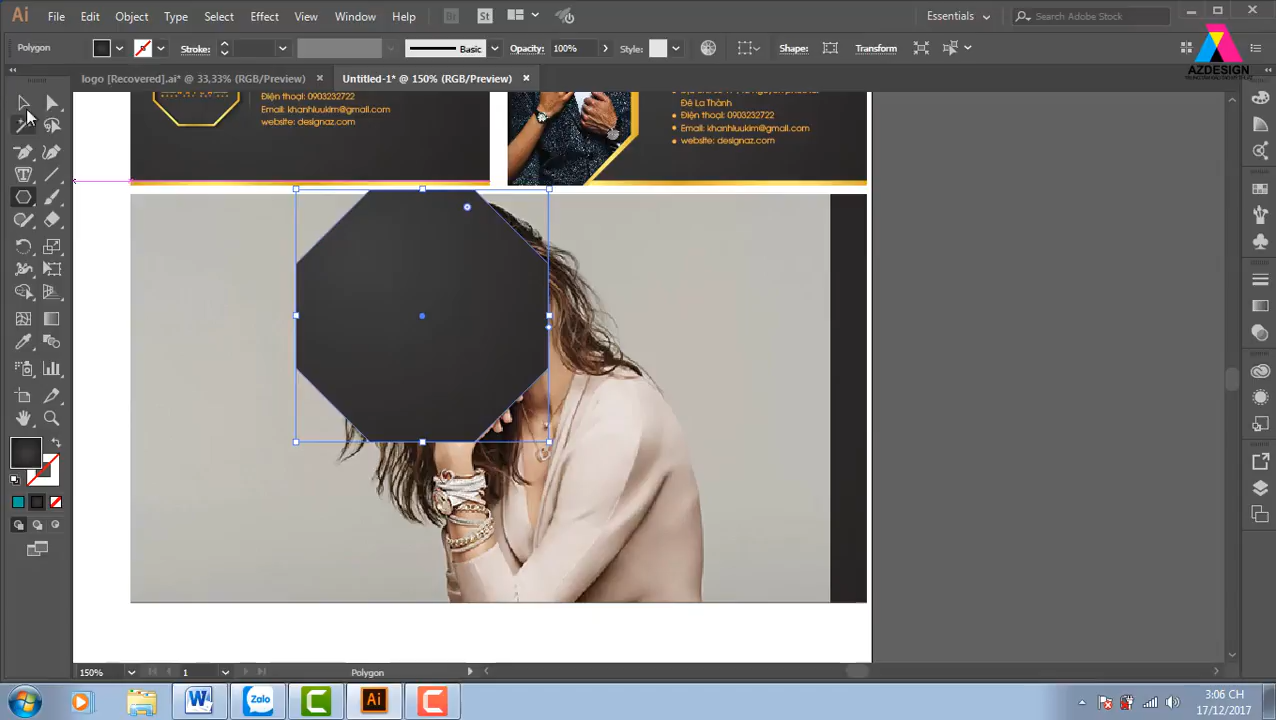 Ai File Edit Object Type Select Effect View Window Help Br St Essentials Search Adobe Stock
Polygon Stroke: Basic Opacity: 100% Style: Shape: Transform
AZDESIGN
logo [Recovered].ai* @ 33,33% (RGB/Preview) × Untitled-1* @ 150% (RGB/Preview) ×
Điện thoại: 0903232722
Email: khanhluukim@gmail.com
website: designaz.com
Đê La Thành
Điện thoại: 0903232722
Email: khanhluukim@gmail.com
website: designaz.com
150% 1 Polygon
W Zalo C Ai C
3:06 CH
17/12/2017